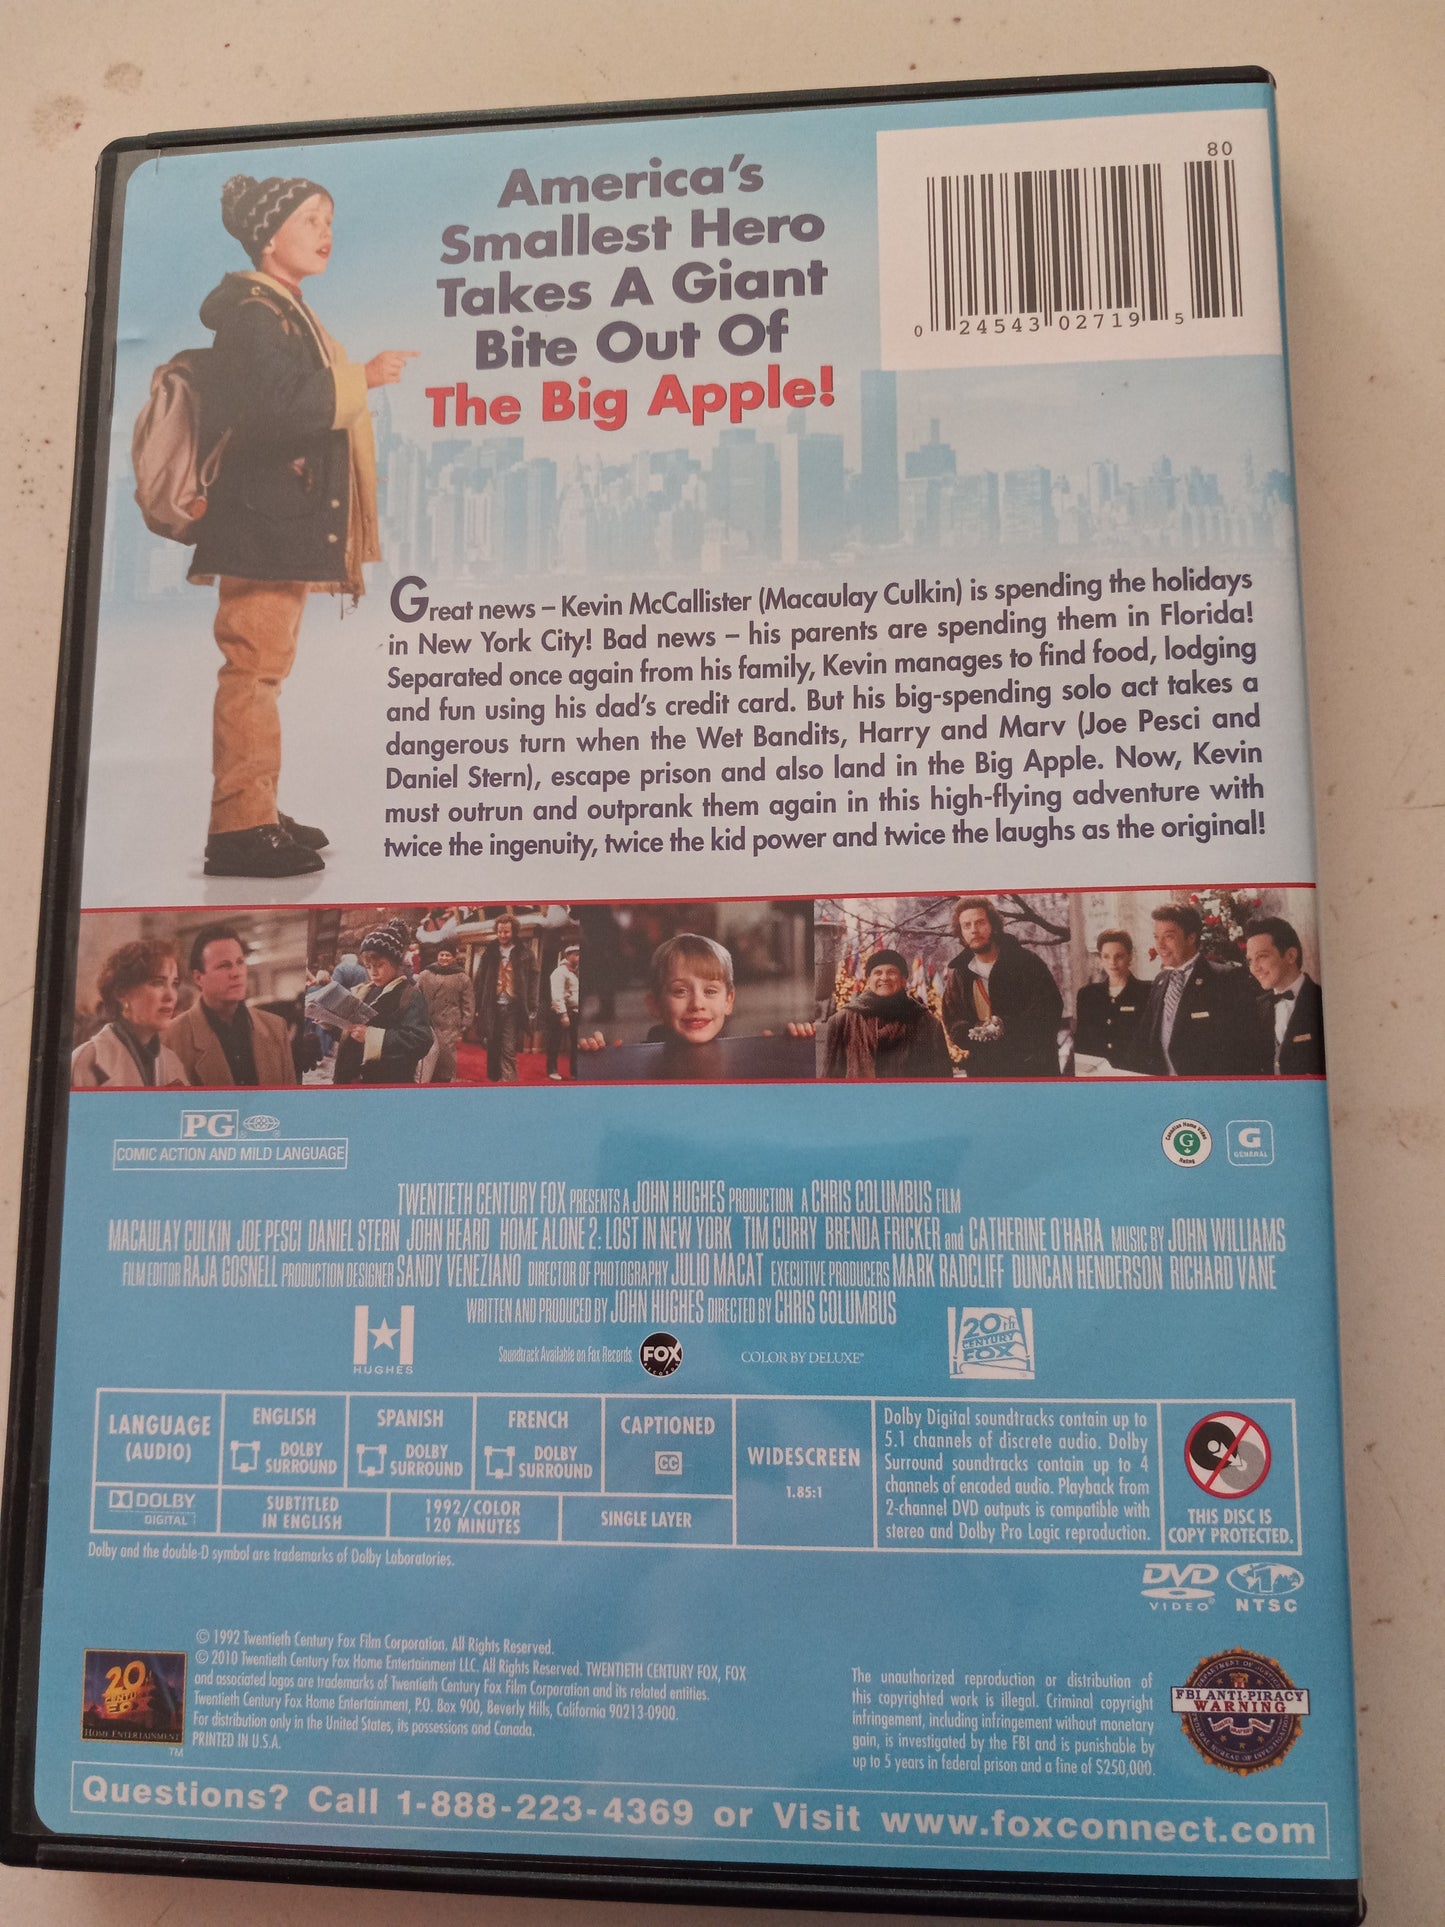 America's
Smallest Hero
Takes A Giant
Bite Out Of
The Big Apple!
80
0 24543 02719 5
Great news – Kevin McCallister (Macaulay Culkin) is spending the holidays
in New York City! Bad news – his parents are spending them in Florida!
Separated once again from his family, Kevin manages to find food, lodging
and fun using his dad's credit card. But his big-spending solo act takes a
dangerous turn when the Wet Bandits, Harry and Marv (Joe Pesci and
Daniel Stern), escape prison and also land in the Big Apple. Now, Kevin
must outrun and outprank them again in this high-flying adventure with
twice the ingenuity, twice the kid power and twice the laughs as the original!
PG
COMIC ACTION AND MILD LANGUAGE
Canadian Home Video
G
Rating
G
GENERAL
TWENTIETH CENTURY FOX PRESENTS A JOHN HUGHES PRODUCTION A CHRIS COLUMBUS FILM
MACAULAY CULKIN JOE PESCI DANIEL STERN JOHN HEARD HOME ALONE 2: LOST IN NEW YORK TIM CURRY BRENDA FRICKER and CATHERINE O'HARA MUSIC BY JOHN WILLIAMS
FILM EDITOR RAJA GOSNELL PRODUCTION DESIGNER SANDY VENEZIANO DIRECTOR OF PHOTOGRAPHY JULIO MACAT EXECUTIVE PRODUCERS MARK RADCLIFF DUNCAN HENDERSON RICHARD VANE
WRITTEN AND PRODUCED BY JOHN HUGHES DIRECTED BY CHRIS COLUMBUS
H
HUGHES
Soundtrack Available on Fox Records
FOX
RECORDS
COLOR BY DELUXE®
20th
CENTURY
FOX
LANGUAGE
(AUDIO)
ENGLISH
DOLBY
SURROUND
SPANISH
DOLBY
SURROUND
FRENCH
DOLBY
SURROUND
CAPTIONED
CC
WIDESCREEN
1.85:1
Dolby Digital soundtracks contain up to
5.1 channels of discrete audio. Dolby
Surround soundtracks contain up to 4
channels of encoded audio. Playback from
2-channel DVD outputs is compatible with
stereo and Dolby Pro Logic reproduction.
THIS DISC IS
COPY PROTECTED.
DOLBY
DIGITAL
SUBTITLED
IN ENGLISH
1992/COLOR
120 MINUTES
SINGLE LAYER
Dolby and the double-D symbol are trademarks of Dolby Laboratories.
DVD
VIDEO®
NTSC
© 1992 Twentieth Century Fox Film Corporation. All Rights Reserved.
© 2010 Twentieth Century Fox Home Entertainment LLC. All Rights Reserved. TWENTIETH CENTURY FOX, FOX
and associated logos are trademarks of Twentieth Century Fox Film Corporation and its related entities.
Twentieth Century Fox Home Entertainment, P.O. Box 900, Beverly Hills, California 90213-0900.
For distribution only in the United States, its possessions and Canada.
PRINTED IN U.S.A.
20th
CENTURY
FOX
HOME ENTERTAINMENT
TM
The unauthorized reproduction or distribution of
this copyrighted work is illegal. Criminal copyright
infringement, including infringement without monetary
gain, is investigated by the FBI and is punishable by
up to 5 years in federal prison and a fine of $250,000.
DEPARTMENT OF JUSTICE
FBI ANTI-PIRACY
WARNING
FEDERAL BUREAU OF INVESTIGATION
Questions? Call 1-888-223-4369 or Visit www.foxconnect.com